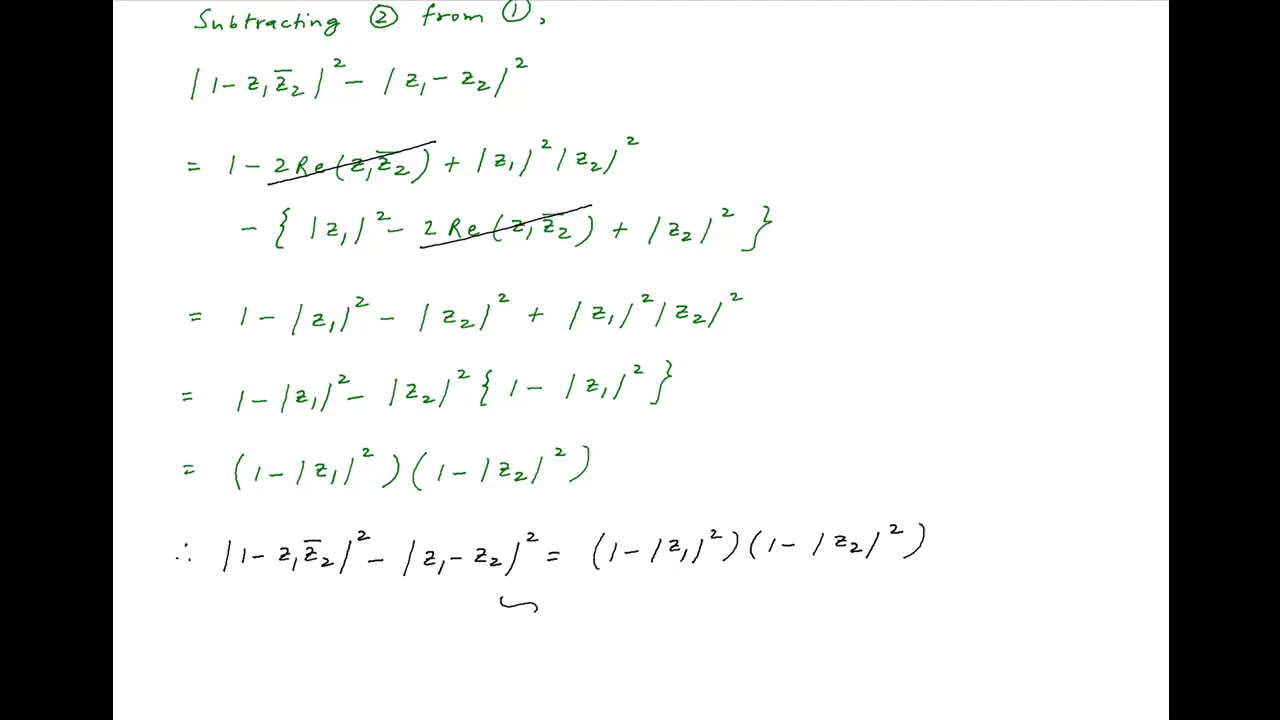 Subtracting ② from ①,
|1 - z₁z̅₂|² - |z₁ - z₂|²
= 1 - 2Re(z₁z̅₂) + |z₁|²|z₂|²
- { |z₁|² - 2Re(z₁z̅₂) + |z₂|² }
= 1 - |z₁|² - |z₂|² + |z₁|²|z₂|²
= 1 - |z₁|² - |z₂|² { 1 - |z₁|² }
= (1 - |z₁|²)(1 - |z₂|²)
∴ |1 - z₁z̅₂|² - |z₁ - z₂|² = (1 - |z₁|²)(1 - |z₂|²)